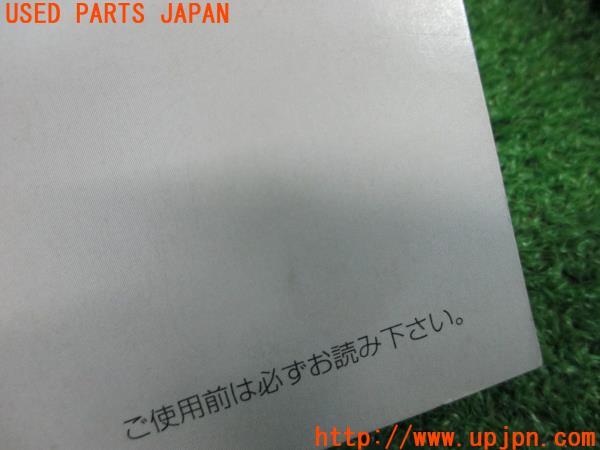 USED PARTS JAPAN
ご使用前は必ずお読み下さい。
http://www.upjpn.com